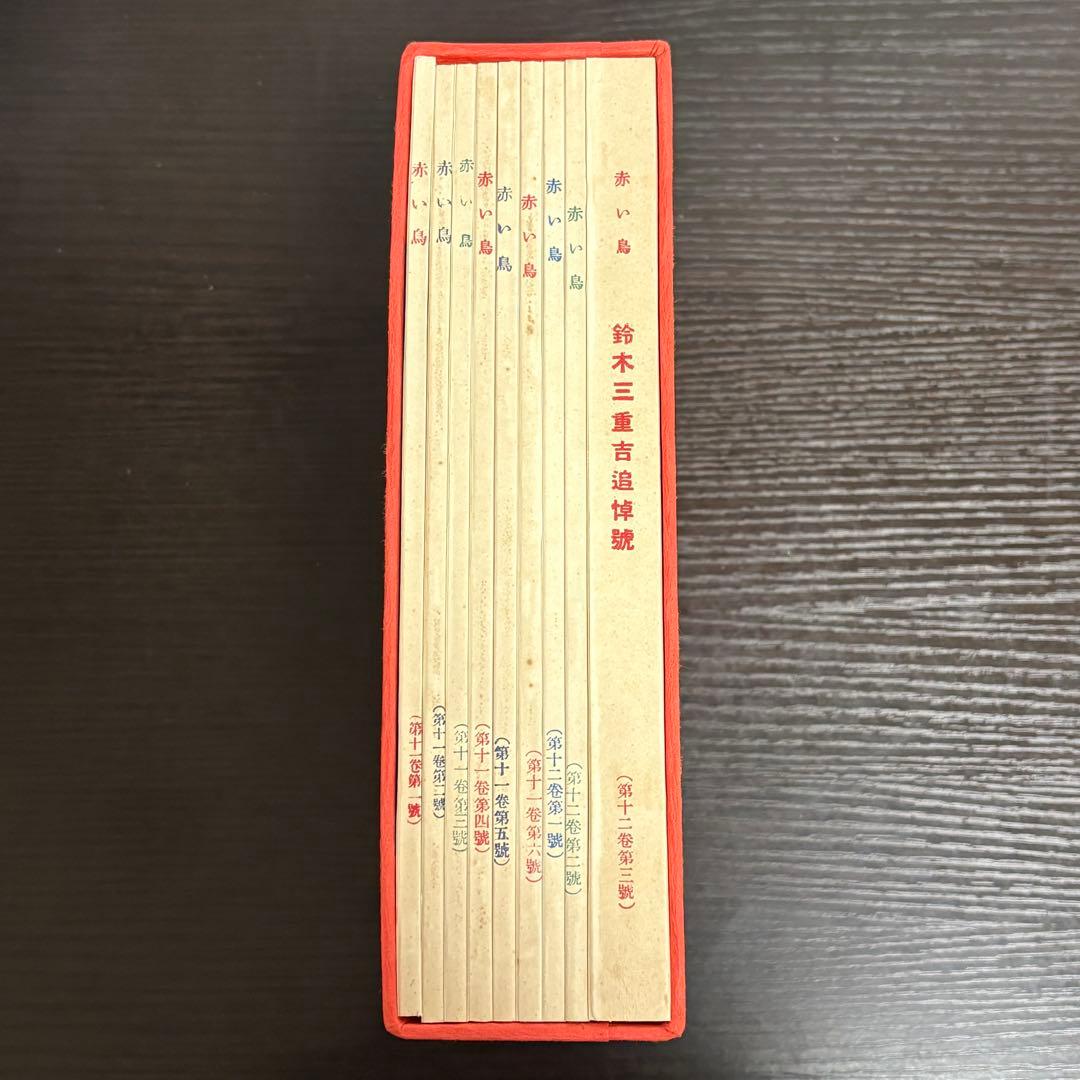 赤い鳥
(第十一卷第一號)
赤い鳥
(第十一卷第二號)
赤い鳥
(第十一卷第三號)
赤い鳥
(第十一卷第四號)
赤い鳥
(第十一卷第五號)
赤い鳥
(第十一卷第六號)
赤い鳥
(第十二卷第一號)
赤い鳥
(第十二卷第二號)
赤い鳥 鈴木三重吉追悼號
(第十二卷第三號)